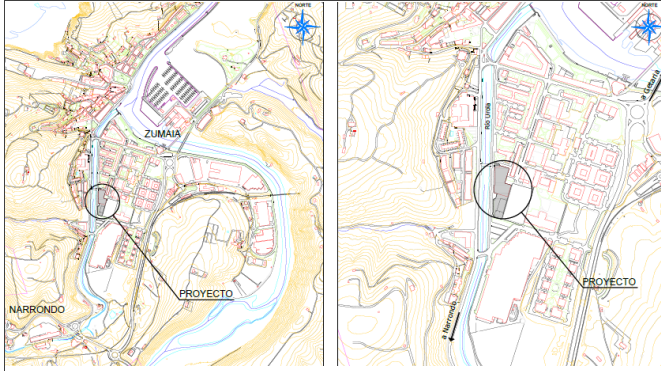 NORTE
ZUMAIA
PROYECTO
NARRONDO
NORTE
a Getaria
Río Urola
PROYECTO
a Narrondo